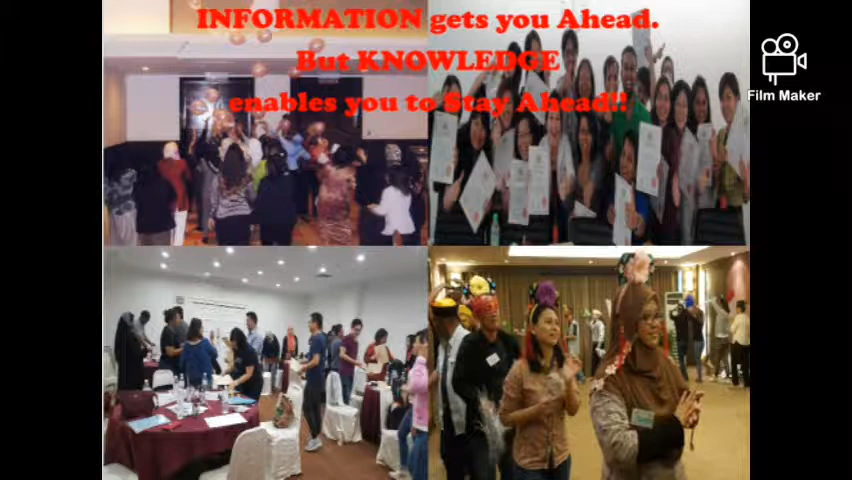 INFORMATION gets you Ahead.
But KNOWLEDGE
enables you to Stay Ahead!!
Film Maker